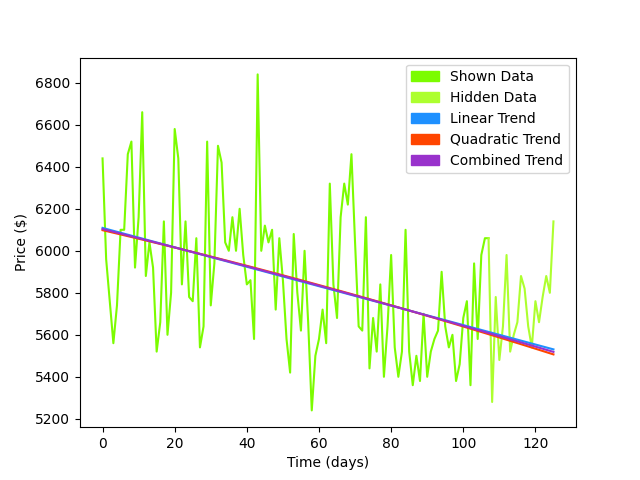 Shown Data
Hidden Data
Linear Trend
Quadratic Trend
Combined Trend
Price ($)
6800
6600
6400
6200
6000
5800
5600
5400
5200
0 20 40 60 80 100 120
Time (days)